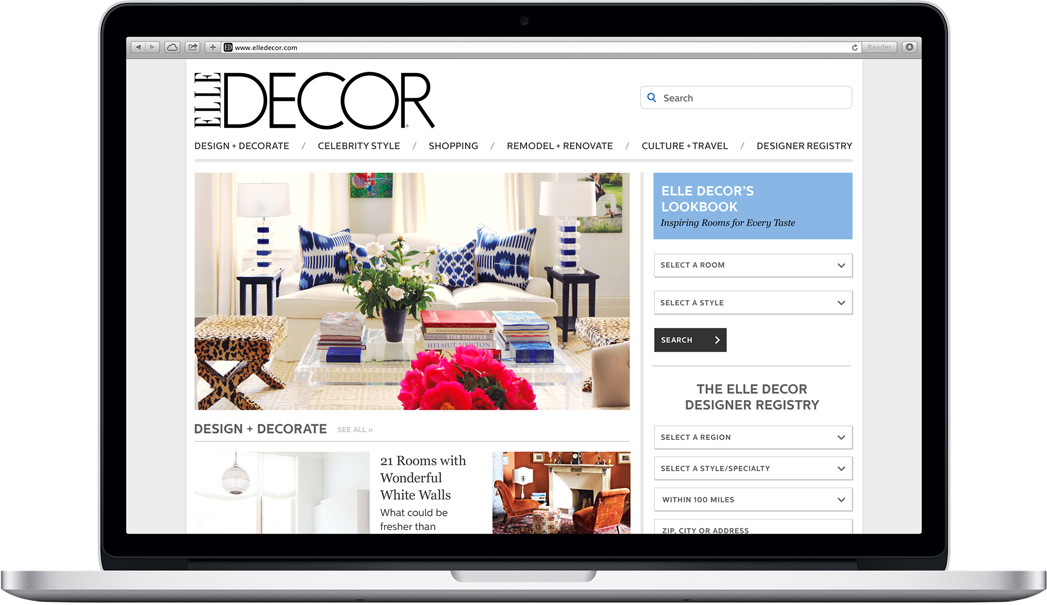 www.elledecor.com
Reader
ELLE DECOR
Search
DESIGN + DECORATE / CELEBRITY STYLE / SHOPPING / REMODEL + RENOVATE / CULTURE + TRAVEL / DESIGNER REGISTRY
ELLE DECOR'S
LOOKBOOK
Inspiring Rooms for Every Taste
SELECT A ROOM
SELECT A STYLE
SEARCH
STAR SHAFFER
HELMUT NEWTON
DESIGN + DECORATE SEE ALL »
21 Rooms with
Wonderful
White Walls
What could be
fresher than
THE ELLE DECOR
DESIGNER REGISTRY
SELECT A REGION
SELECT A STYLE/SPECIALTY
WITHIN 100 MILES
ZIP, CITY OR ADDRESS